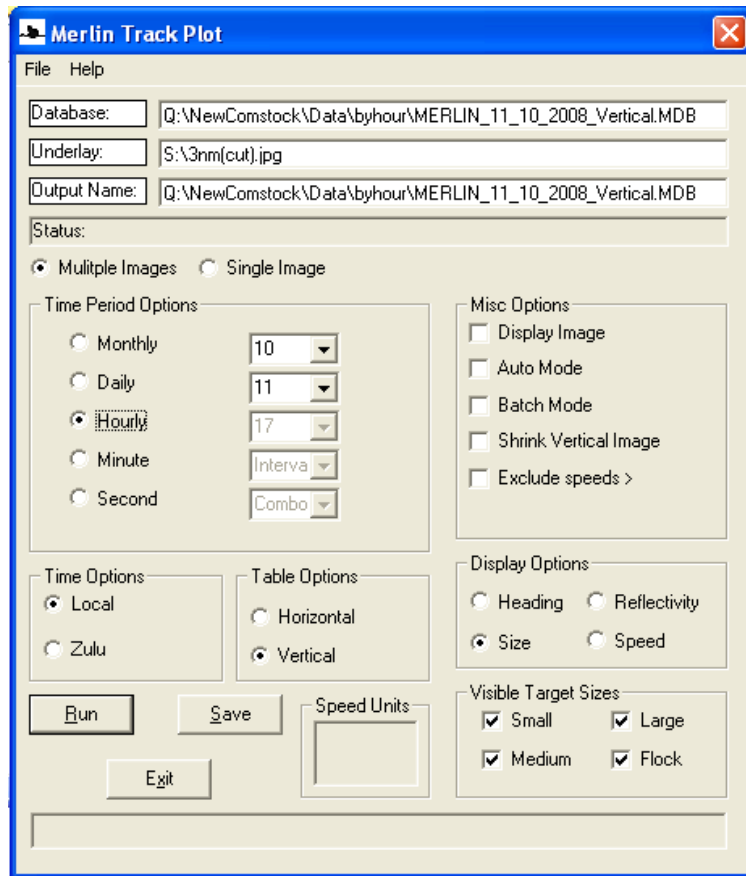 Merlin Track Plot
File Help
Database: Q:\NewComstock\Data\byhour\MERLIN_11_10_2008_Vertical.MDB
Underlay: S:\3nm(cut).jpg
Output Name: Q:\NewComstock\Data\byhour\MERLIN_11_10_2008_Vertical.MDB
Status:
Mulitple Images Single Image
Time Period Options
Monthly 10
Daily 11
Hourly 17
Minute Interva
Second Combo
Misc Options
Display Image
Auto Mode
Batch Mode
Shrink Vertical Image
Exclude speeds >
Time Options
Local
Zulu
Table Options
Horizontal
Vertical
Display Options
Heading Reflectivity
Size Speed
Run Save
Exit
Speed Units
Visible Target Sizes
Small Large
Medium Flock